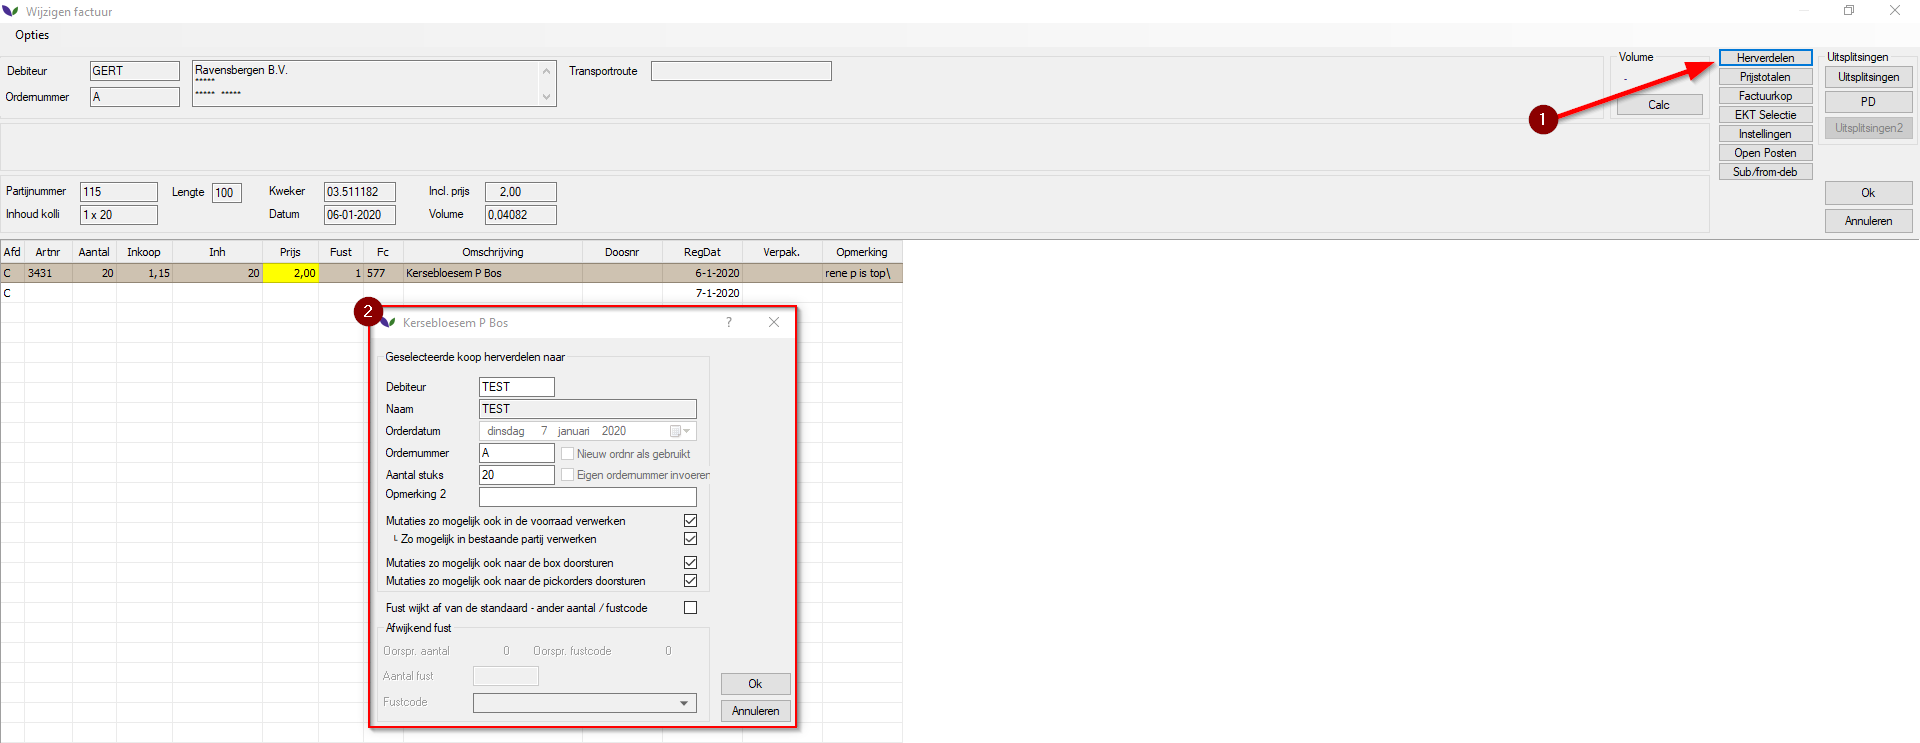 Wijzigen factuur
Opties
Debiteur GERT Ravensbergen B.V. Transportroute
*****
Ordernummer A ***** *****
Volume
-
Calc
1
Herverdelen
Prijstotalen
Factuurkop
EKT Selectie
Instellingen
Open Posten
Sub/from-deb
Uitsplitsingen
Uitsplitsingen
PD
Uitsplitsingen2
Ok
Annuleren
Partijnummer 115 Lengte 100 Kweker 03.511182 Incl. prijs 2,00
Inhoud kolli 1 x 20 Datum 06-01-2020 Volume 0,04082
Afd Artnr Aantal Inkoop Inh Prijs Fust Fc Omschrijving Doosnr RegDat Verpak. Opmerking
C 3431 20 1,15 20 2,00 1 577 Kersebloesem P Bos 6-1-2020 rene p is top\
C 7-1-2020
2
Kersebloesem P Bos ?
Geselecteerde koop herverdelen naar
Debiteur TEST
Naam TEST
Orderdatum dinsdag 7 januari 2020
Ordernummer A Nieuw ordnr als gebruikt
Aantal stuks 20 Eigen ordernummer invoeren
Opmerking 2
Mutaties zo mogelijk ook in de voorraad verwerken
└ Zo mogelijk in bestaande partij verwerken
Mutaties zo mogelijk ook naar de box doorsturen
Mutaties zo mogelijk ook naar de pickorders doorsturen
Fust wijkt af van de standaard - ander aantal / fustcode
Afwijkend fust
Oorspr. aantal 0 Oorspr. fustcode 0
Aantal fust
Fustcode
Ok
Annuleren